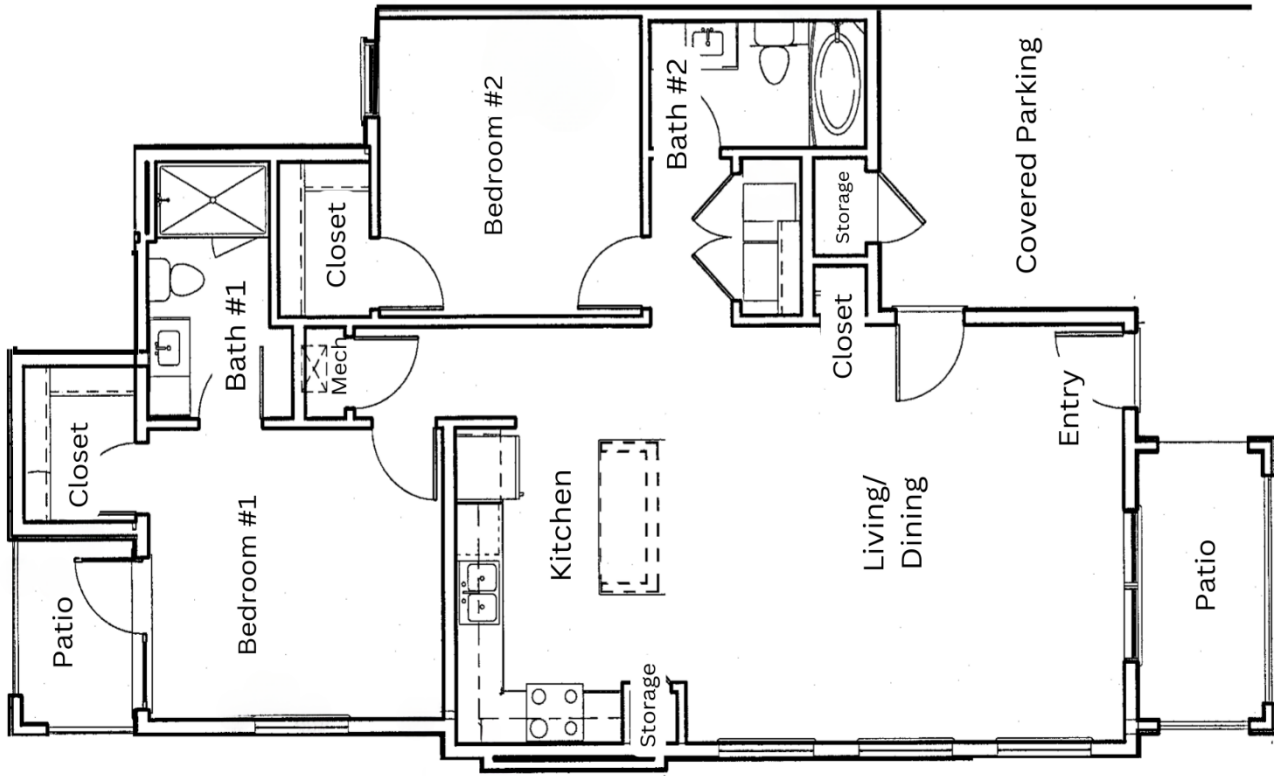 Patio
Closet
Bedroom #1
Bath #1
Mech
Closet
Bedroom #2
Bath #2
Kitchen
Storage
Closet
Storage
Living/
Dining
Covered Parking
Entry
Patio